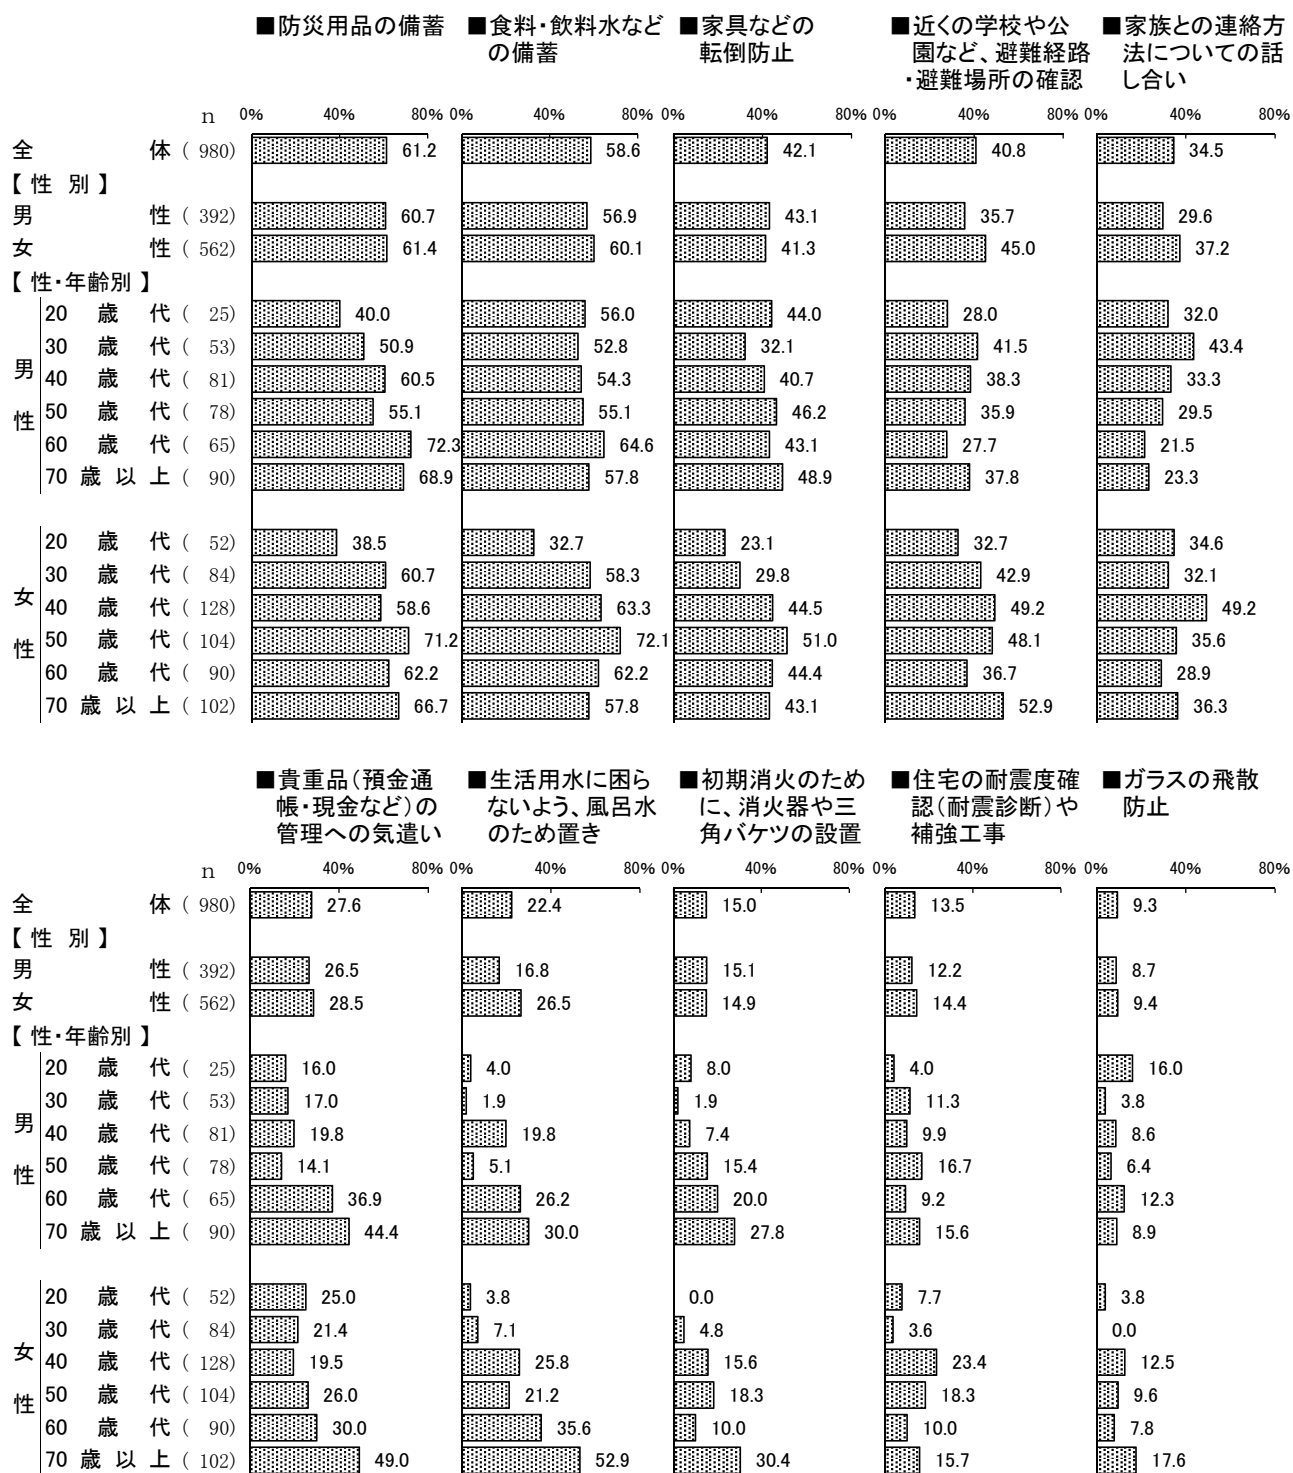 ■防災用品の備蓄 ■食料・飲料水など ■家具などの ■近くの学校や公 ■家族との連絡方
の備蓄 転倒防止 園など、避難経路 法についての話
・避難場所の確認 し合い
n 0% 40% 80% 0% 40% 80% 0% 40% 80% 0% 40% 80% 0% 40% 80%
全 体 ( 980) 61.2 58.6 42.1 40.8 34.5
【 性 別 】
男 性 ( 392) 60.7 56.9 43.1 35.7 29.6
女 性 ( 562) 61.4 60.1 41.3 45.0 37.2
【 性・年齢別 】
20 歳 代 ( 25) 40.0 56.0 44.0 28.0 32.0
30 歳 代 ( 53) 50.9 52.8 32.1 41.5 43.4
男 40 歳 代 ( 81) 60.5 54.3 40.7 38.3 33.3
性 50 歳 代 ( 78) 55.1 55.1 46.2 35.9 29.5
60 歳 代 ( 65) 72.3 64.6 43.1 27.7 21.5
70 歳 以 上 ( 90) 68.9 57.8 48.9 37.8 23.3
20 歳 代 ( 52) 38.5 32.7 23.1 32.7 34.6
30 歳 代 ( 84) 60.7 58.3 29.8 42.9 32.1
女 40 歳 代 ( 128) 58.6 63.3 44.5 49.2 49.2
性 50 歳 代 ( 104) 71.2 72.1 51.0 48.1 35.6
60 歳 代 ( 90) 62.2 62.2 44.4 36.7 28.9
70 歳 以 上 ( 102) 66.7 57.8 43.1 52.9 36.3
■貴重品(預金通 ■生活用水に困ら ■初期消火のため ■住宅の耐震度確 ■ガラスの飛散
帳・現金など)の ないよう、風呂水 に、消火器や三 認(耐震診断)や 防止
管理への気遣い のため置き 角バケツの設置 補強工事
n 0% 40% 80% 0% 40% 80% 0% 40% 80% 0% 40% 80% 0% 40% 80%
全 体 ( 980) 27.6 22.4 15.0 13.5 9.3
【 性 別 】
男 性 ( 392) 26.5 16.8 15.1 12.2 8.7
女 性 ( 562) 28.5 26.5 14.9 14.4 9.4
【 性・年齢別 】
20 歳 代 ( 25) 16.0 4.0 8.0 4.0 16.0
30 歳 代 ( 53) 17.0 1.9 1.9 11.3 3.8
男 40 歳 代 ( 81) 19.8 19.8 7.4 9.9 8.6
性 50 歳 代 ( 78) 14.1 5.1 15.4 16.7 6.4
60 歳 代 ( 65) 36.9 26.2 20.0 9.2 12.3
70 歳 以 上 ( 90) 44.4 30.0 27.8 15.6 8.9
20 歳 代 ( 52) 25.0 3.8 0.0 7.7 3.8
30 歳 代 ( 84) 21.4 7.1 4.8 3.6 0.0
女 40 歳 代 ( 128) 19.5 25.8 15.6 23.4 12.5
性 50 歳 代 ( 104) 26.0 21.2 18.3 18.3 9.6
60 歳 代 ( 90) 30.0 35.6 10.0 10.0 7.8
70 歳 以 上 ( 102) 49.0 52.9 30.4 15.7 17.6